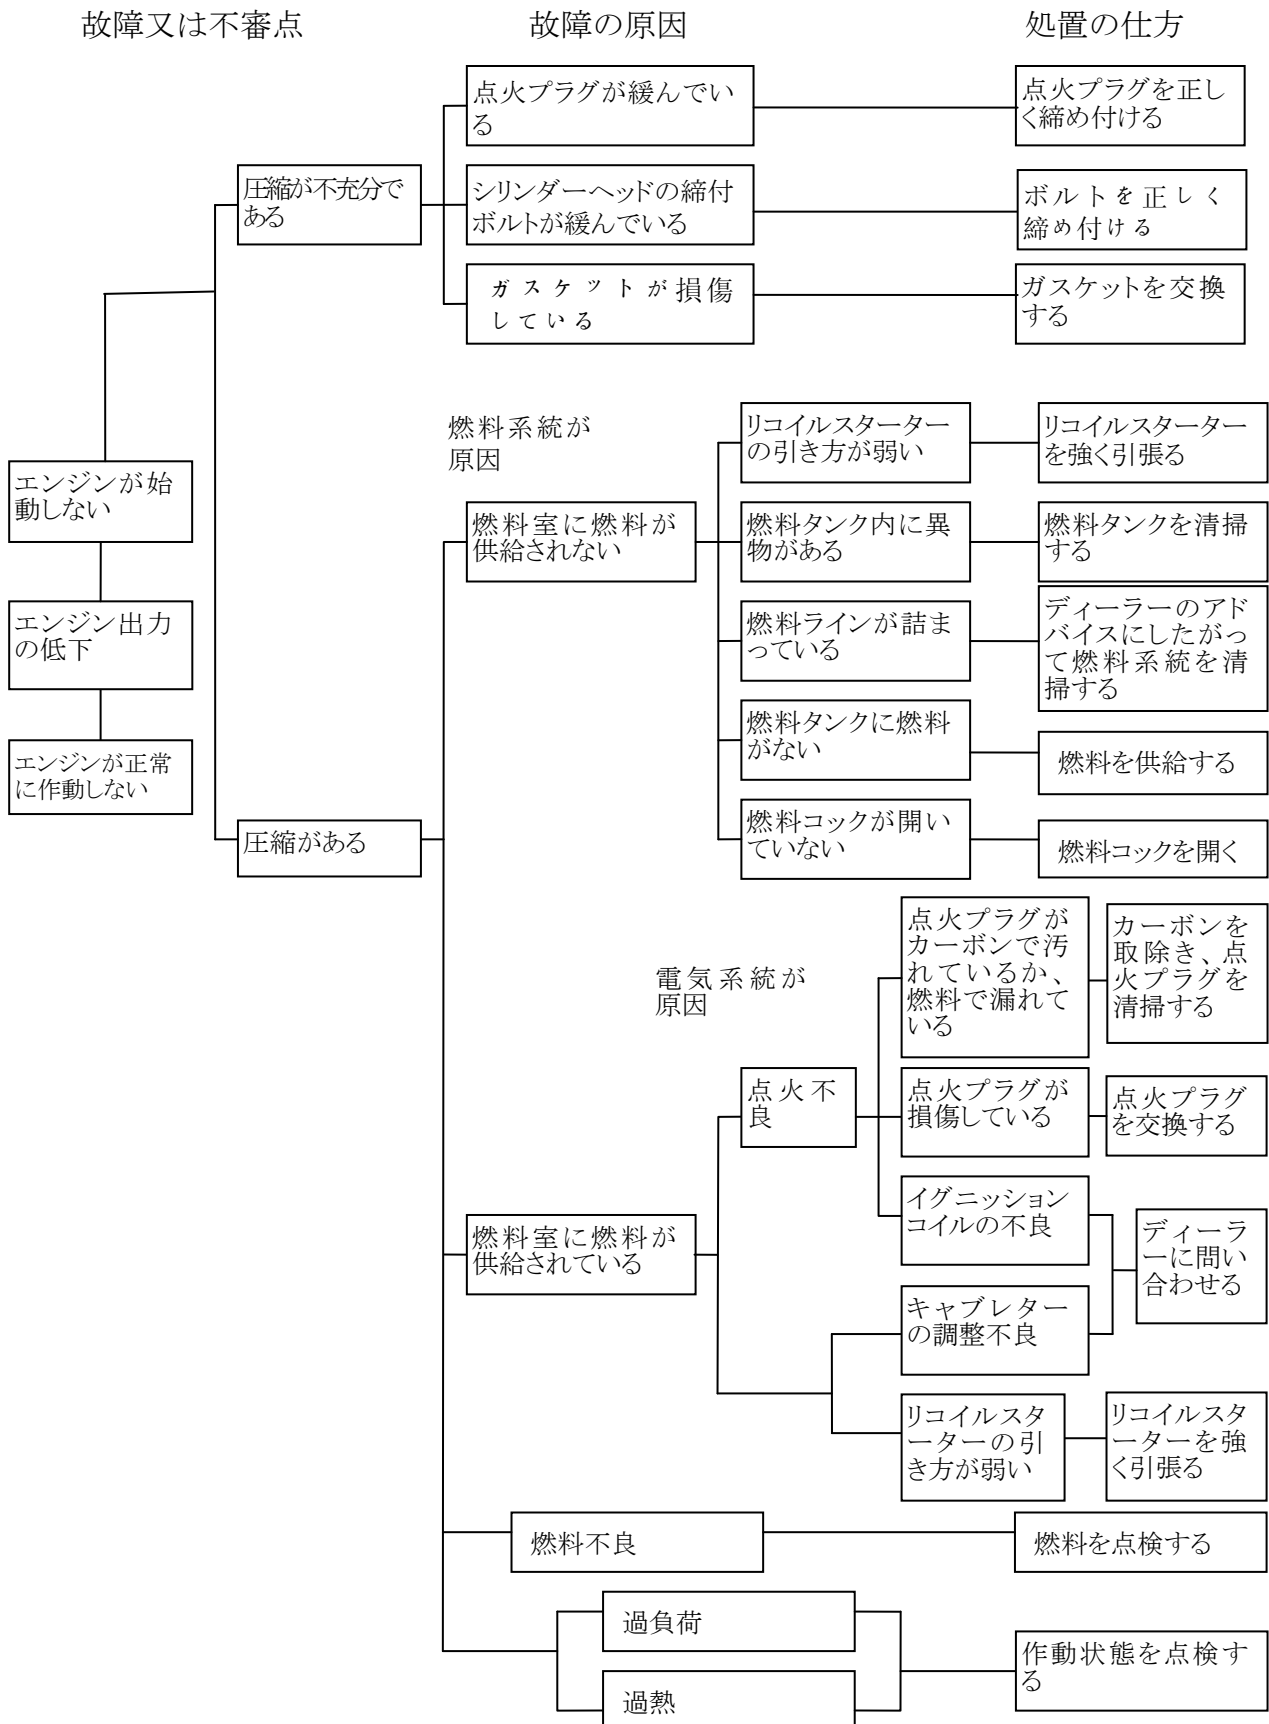 故障又は不審点
故障の原因
処置の仕方
点火プラグが緩んでい
る
点火プラグを正し
く締め付ける
圧縮が不充分で
ある
シリンダーヘッドの締付
ボルトが緩んでいる
ボルトを正しく
締め付ける
ガスケットが損傷
している
ガスケットを交換
する
燃料系統が
原因
リコイルスターター
の引き方が弱い
リコイルスターター
を強く引張る
エンジンが始
動しない
燃料室に燃料が
供給されない
燃料タンク内に異
物がある
燃料タンクを清掃
する
エンジン出力
の低下
燃料ラインが詰ま
っている
ディーラーのアド
バイスにしたがっ
て燃料系統を清
掃する
エンジンが正常
に作動しない
燃料タンクに燃料
がない
燃料を供給する
圧縮がある
燃料コックが開い
ていない
燃料コックを開く
電気系統が
原因
点火プラグが
カーボンで汚
れているか、
燃料で漏れて
いる
カーボンを
取除き、点
火プラグを
清掃する
点火不
良
点火プラグが
損傷している
点火プラグ
を交換する
燃料室に燃料が
供給されている
イグニッション
コイルの不良
ディーラ
ーに問い
合わせる
キャブレター
の調整不良
リコイルスタ
ーターの引
き方が弱い
リコイルスタ
ーターを強
く引張る
燃料不良
燃料を点検する
過負荷
作動状態を点検す
る
過熱